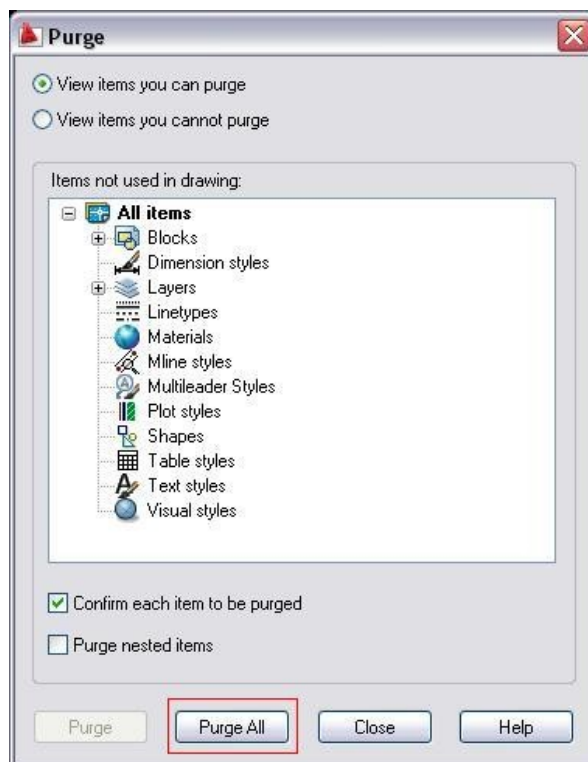 Purge
View items you can purge
View items you cannot purge
Items not used in drawing:
All items
Blocks
Dimension styles
Layers
Linetypes
Materials
Mline styles
Multileader Styles
Plot styles
Shapes
Table styles
Text styles
Visual styles
Confirm each item to be purged
Purge nested items
Purge Purge All Close Help